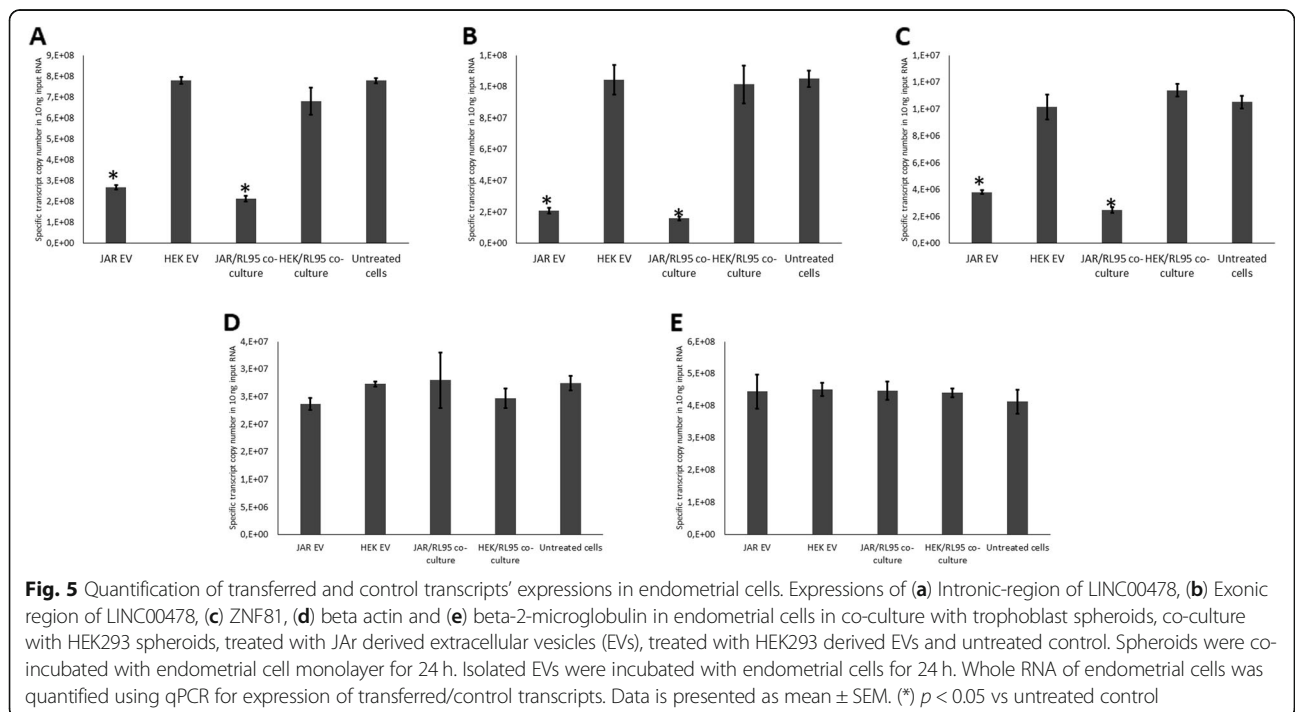 A
Specific transcript copy number in 10 ng input RNA
9,E+08
8,E+08
7,E+08
6,E+08
5,E+08
4,E+08
3,E+08
2,E+08
1,E+08
0,E+00
*
*
JAR EV
HEK EV
JAR/RL95 co-
culture
HEK/RL95 co-
culture
Untreated
cells
B
Specific transcript copy number in 10 ng input RNA
1,E+08
1,E+08
8,E+07
6,E+07
4,E+07
2,E+07
0,E+00
*
*
JAR EV
HEK EV
JAR/RL95 co-
culture
HEK/RL95 co-
culture
Untreated
cells
C
Specific transcript copy number in 10 ng input RNA
1,E+07
1,E+07
1,E+07
8,E+06
6,E+06
4,E+06
2,E+06
0,E+00
*
*
JAR EV
HEK EV
JAR/RL95 co-
culture
HEK/RL95 co-
culture
Untreated
cells
D
Specific transcript copy number in 10 ng input RNA
4,E+07
3,E+07
3,E+07
2,E+07
2,E+07
1,E+07
5,E+06
0,E+00
JAR EV
HEK EV
JAR/RL95 co-
culture
HEK/RL95 co-
culture
Untreated cells
E
Specific transcript copy number in 10 ng input RNA
6,E+08
5,E+08
4,E+08
3,E+08
2,E+08
1,E+08
0,E+00
JAR EV
HEK EV
JAR/RL95 co-
culture
HEK/RL95 co-
culture
Untreated cells
Fig. 5 Quantification of transferred and control transcripts' expressions in endometrial cells. Expressions of (a) Intronic-region of LINC00478, (b) Exonic
region of LINC00478, (c) ZNF81, (d) beta actin and (e) beta-2-microglobulin in endometrial cells in co-culture with trophoblast spheroids, co-culture
with HEK293 spheroids, treated with JAr derived extracellular vesicles (EVs), treated with HEK293 derived EVs and untreated control. Spheroids were co-
incubated with endometrial cell monolayer for 24 h. Isolated EVs were incubated with endometrial cells for 24 h. Whole RNA of endometrial cells was
quantified using qPCR for expression of transferred/control transcripts. Data is presented as mean ± SEM. (*) p < 0.05 vs untreated control